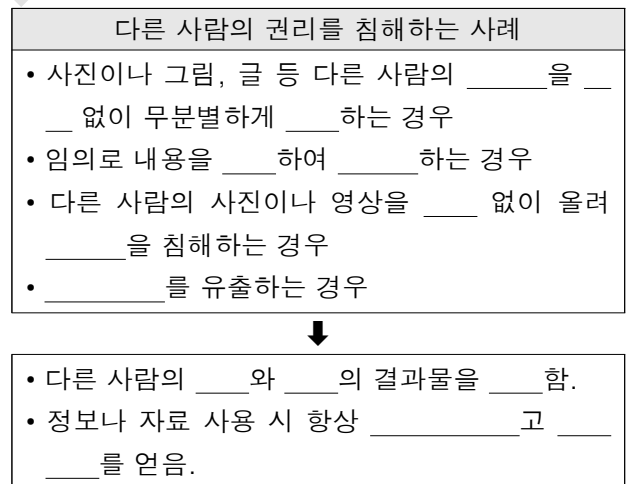 다른 사람의 권리를 침해하는 사례
• 사진이나 그림, 글 등 다른 사람의 ______을 __
__ 없이 무분별하게 ____하는 경우
• 임의로 내용을 ____하여 ______하는 경우
• 다른 사람의 사진이나 영상을 ____ 없이 올려
______을 침해하는 경우
• _________를 유출하는 경우
⬇
• 다른 사람의 ____와 ____의 결과물을 ____함.
• 정보나 자료 사용 시 항상 ___________고 ____
____를 얻음.